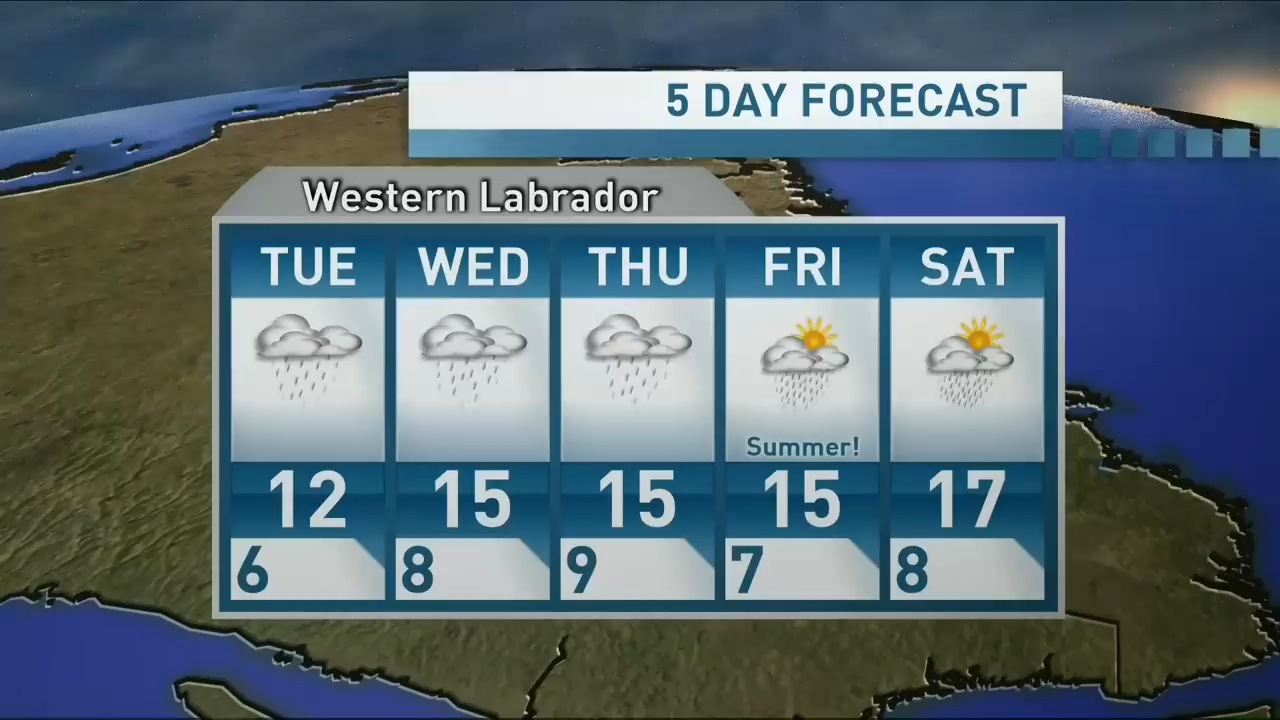 5 DAY FORECAST
Western Labrador
TUE WED THU FRI SAT
Summer!
12 15 15 15 17
6 8 9 7 8